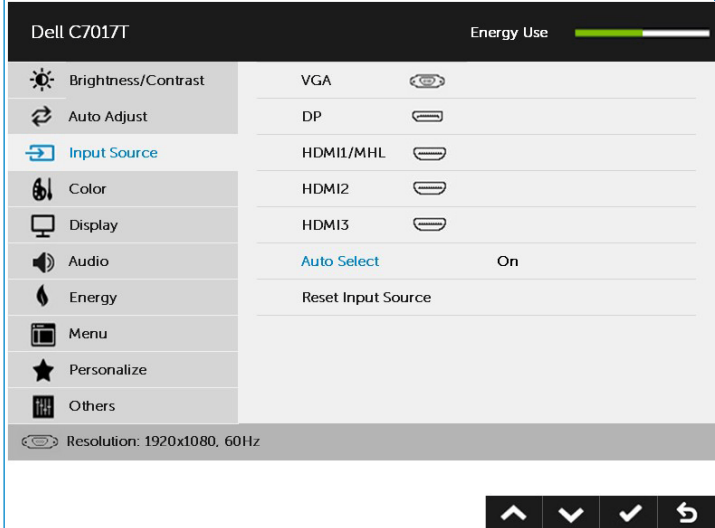 Dell C7017T
Energy Use
Brightness/Contrast
VGA
Auto Adjust
DP
Input Source
HDMI1/MHL
Color
HDMI2
Display
HDMI3
Audio
Auto Select On
Energy
Reset Input Source
Menu
Personalize
Others
Resolution: 1920x1080, 60Hz